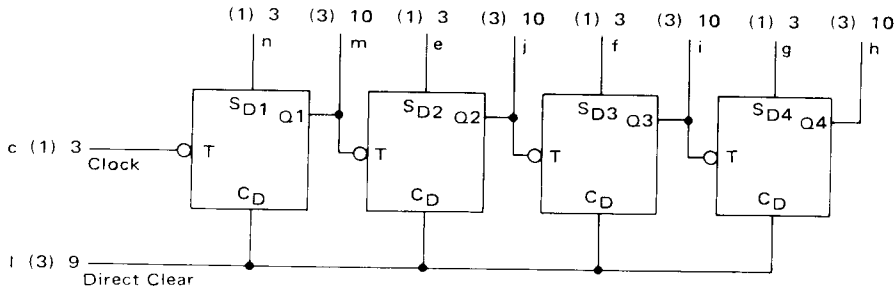 (1) 3 (3) 10 (1) 3 (3) 10 (1) 3 (3) 10 (1) 3 (3) 10
n m e j f i g h
SD1 Q1 SD2 Q2 SD3 Q3 SD4 Q4
c (1) 3 T T T T
Clock
CD CD CD CD
l (3) 9
Direct Clear